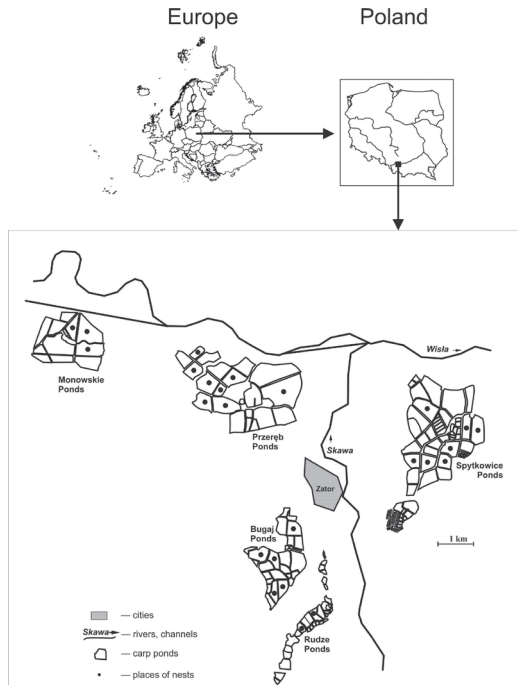 Europe
Poland
Wisła
Monowskie
Ponds
Przeręb
Ponds
Skawa
Spytkowice
Ponds
Zator
Bugaj
Ponds
1 km
Rudze
Ponds
— cities
Skawa — rivers, channels
— carp ponds
— places of nests